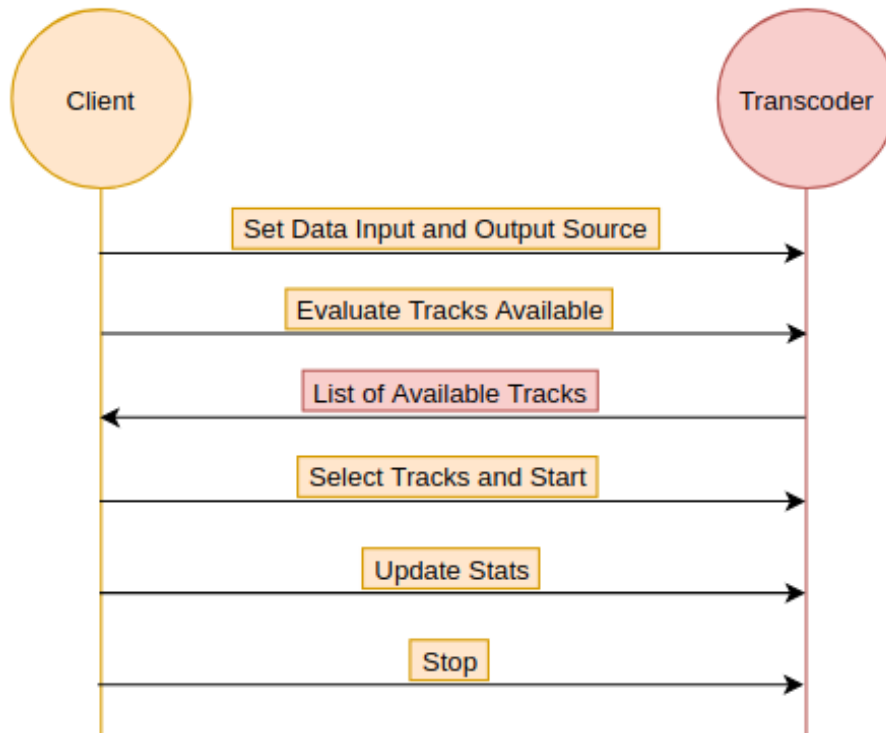 Client
Transcoder
Set Data Input and Output Source
Evaluate Tracks Available
List of Available Tracks
Select Tracks and Start
Update Stats
Stop